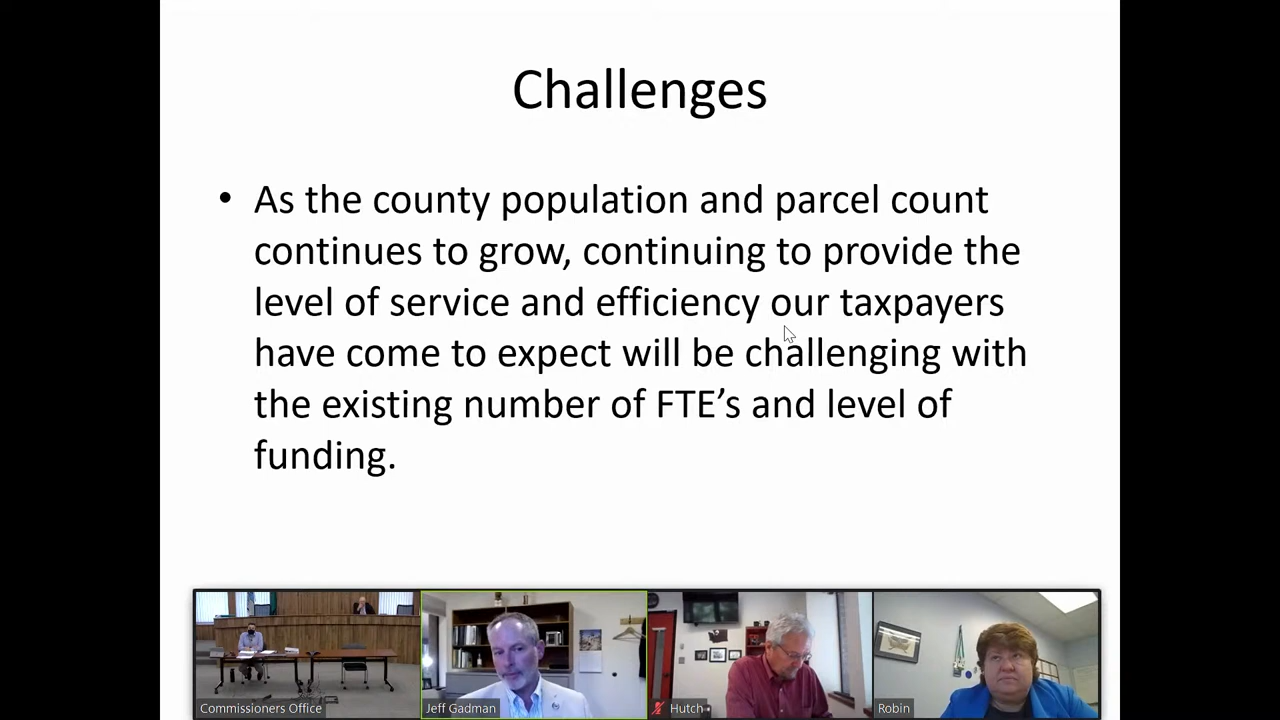 Challenges
• As the county population and parcel count
continues to grow, continuing to provide the
level of service and efficiency our taxpayers
have come to expect will be challenging with
the existing number of FTE’s and level of
funding.
Commissioners Office
Jeff Gadman
Hutch
Robin